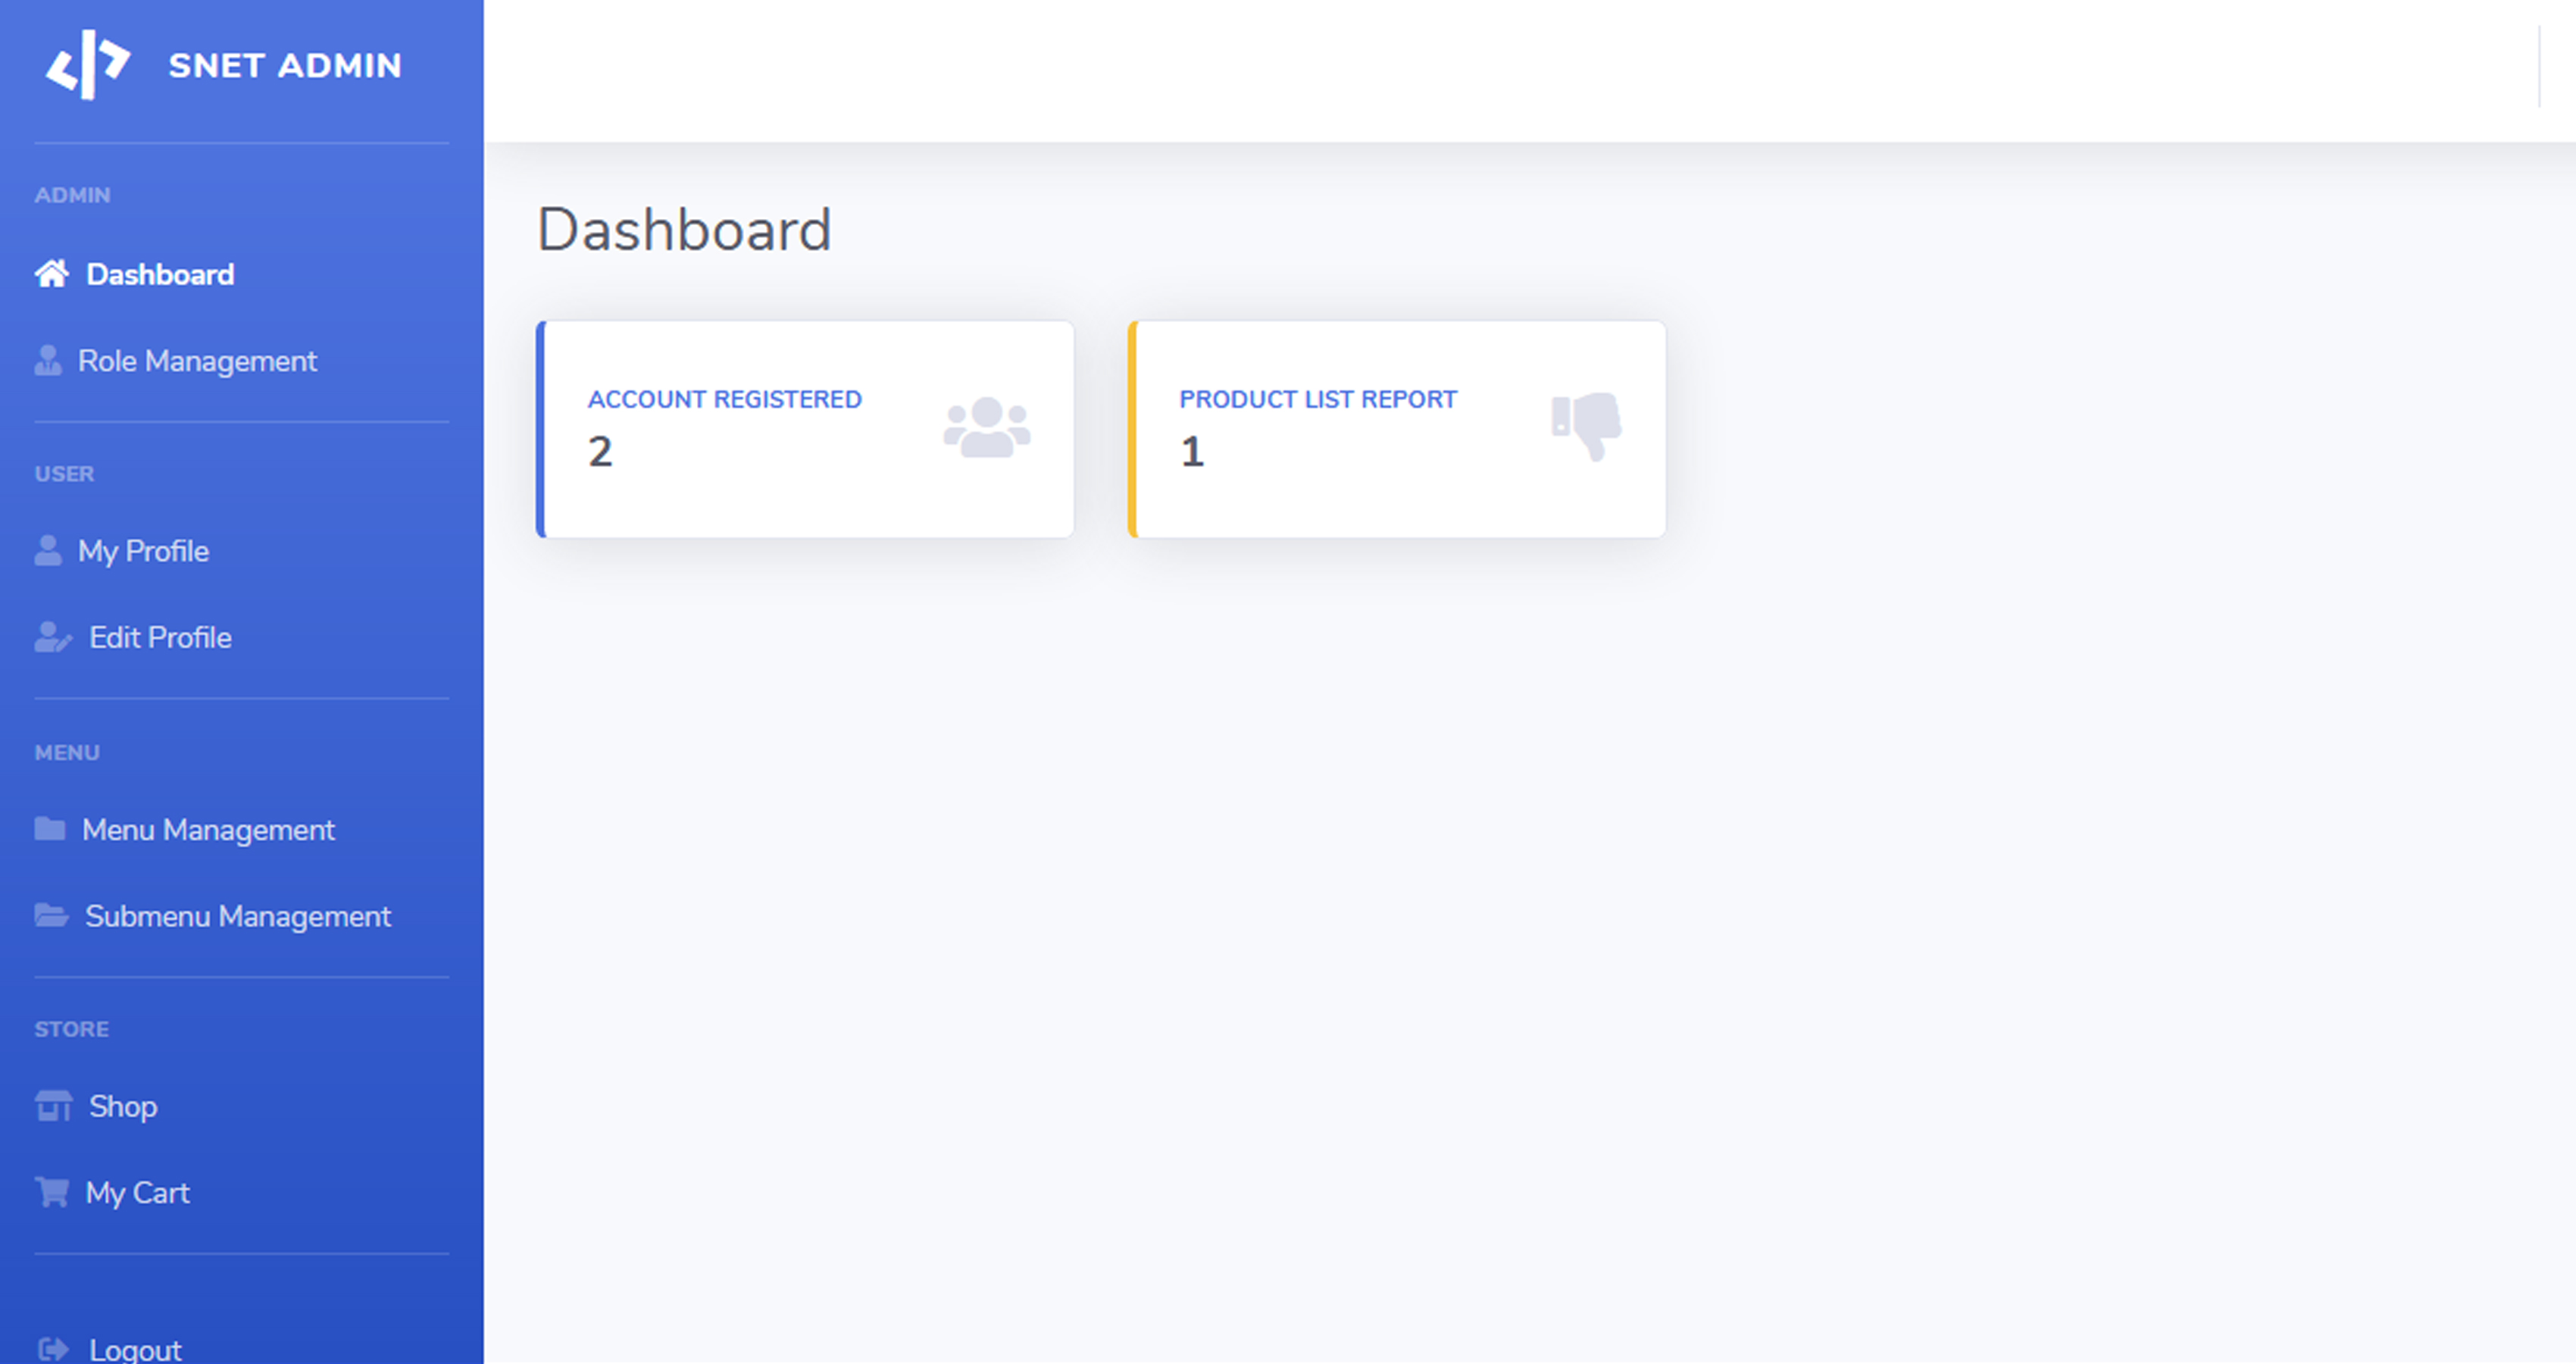 SNET ADMIN
ADMIN
Dashboard
Role Management
USER
My Profile
Edit Profile
MENU
Menu Management
Submenu Management
STORE
Shop
My Cart
Logout
Dashboard
ACCOUNT REGISTERED
2
PRODUCT LIST REPORT
1